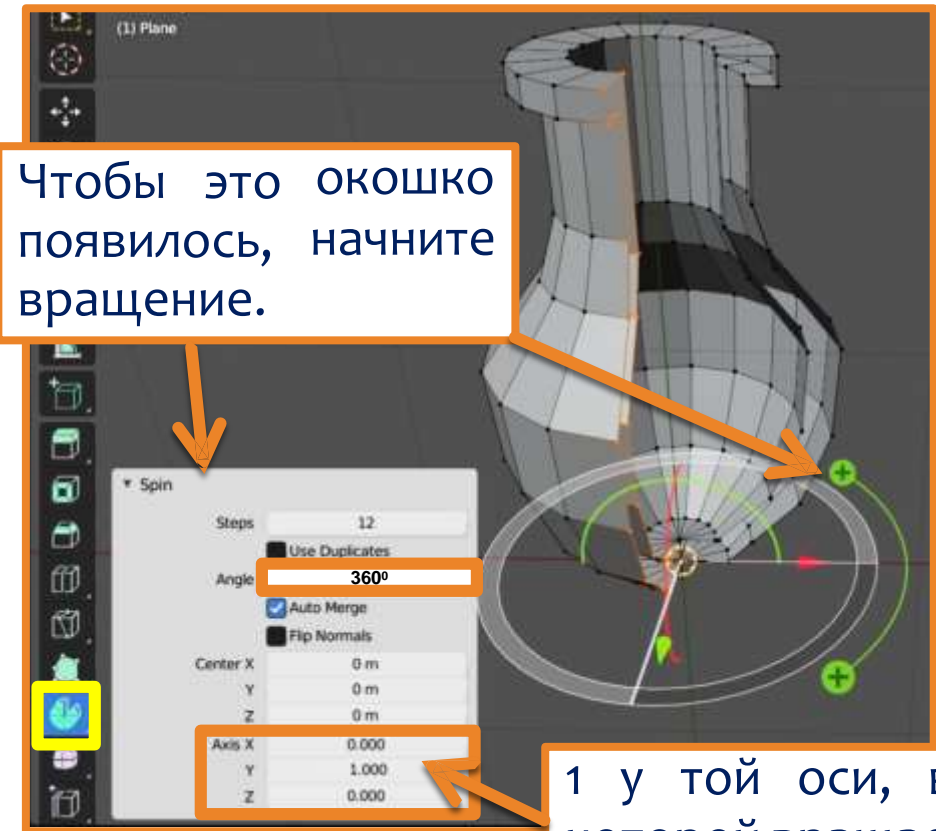 (1) Plane
Чтобы это окошко
появилось, начните
вращение.
Spin
Steps 12
Use Duplicates
Angle 360⁰
Auto Merge
Flip Normals
Center X 0 m
Y 0 m
Z 0 m
Axis X 0.000
Y 1.000
Z 0.000
1 у той оси,